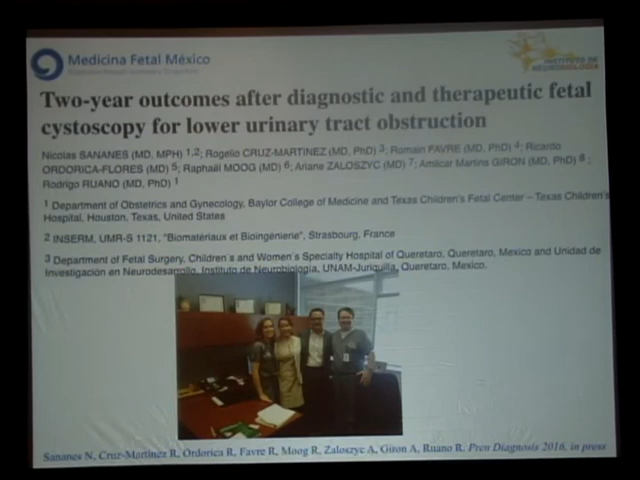 Medicina Fetal México
INSTITUTO DE
NEUROBIOLOGÍA
Two-year outcomes after diagnostic and therapeutic fetal
cystoscopy for lower urinary tract obstruction
Nicolas SANANES (MD, MPH) 1,2; Rogelio CRUZ-MARTINEZ (MD, PhD) 3; Romain FAVRE (MD, PhD) 4; Ricardo
ORDORICA-FLORES (MD) 5; Raphaël MOOG (MD) 6; Ariane ZALOSZYC (MD) 7; Amilcar Martins GIRON (MD, PhD) 8 ;
Rodrigo RUANO (MD, PhD) 1
1 Department of Obstetrics and Gynecology, Baylor College of Medicine and Texas Children's Fetal Center – Texas Children's
Hospital, Houston, Texas, United States
2 INSERM, UMR-S 1121, "Biomatériaux et Bioingénierie", Strasbourg, France
3 Department of Fetal Surgery, Children's and Women's Specialty Hospital of Queretaro, Queretaro, Mexico and Unidad de
Investigación en Neurodesarrollo, Instituto de Neurobiología, UNAM-Juriquilla, Queretaro, Mexico.
Sananes N, Cruz-Martinez R, Ordorica R, Favre R, Moog R, Zaloszyc A, Giron A, Ruano R. Pren Diagnosis 2016, in press